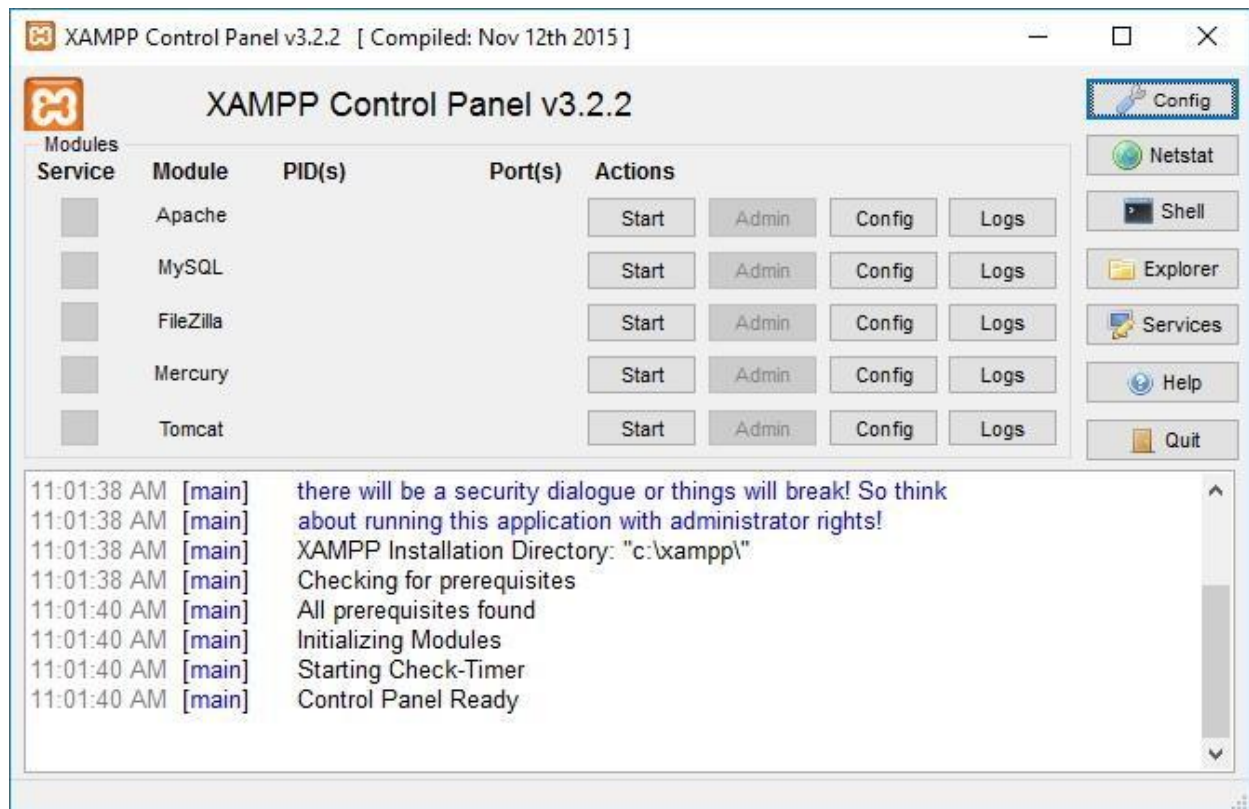 XAMPP Control Panel v3.2.2 [ Compiled: Nov 12th 2015 ]
XAMPP Control Panel v3.2.2
Config
Modules
Netstat
Service Module PID(s) Port(s) Actions
Apache Start Admin Config Logs
Shell
MySQL Start Admin Config Logs
Explorer
FileZilla Start Admin Config Logs
Services
Mercury Start Admin Config Logs
Help
Tomcat Start Admin Config Logs
Quit
11:01:38 AM [main] there will be a security dialogue or things will break! So think
11:01:38 AM [main] about running this application with administrator rights!
11:01:38 AM [main] XAMPP Installation Directory: "c:\xampp\"
11:01:38 AM [main] Checking for prerequisites
11:01:40 AM [main] All prerequisites found
11:01:40 AM [main] Initializing Modules
11:01:40 AM [main] Starting Check-Timer
11:01:40 AM [main] Control Panel Ready